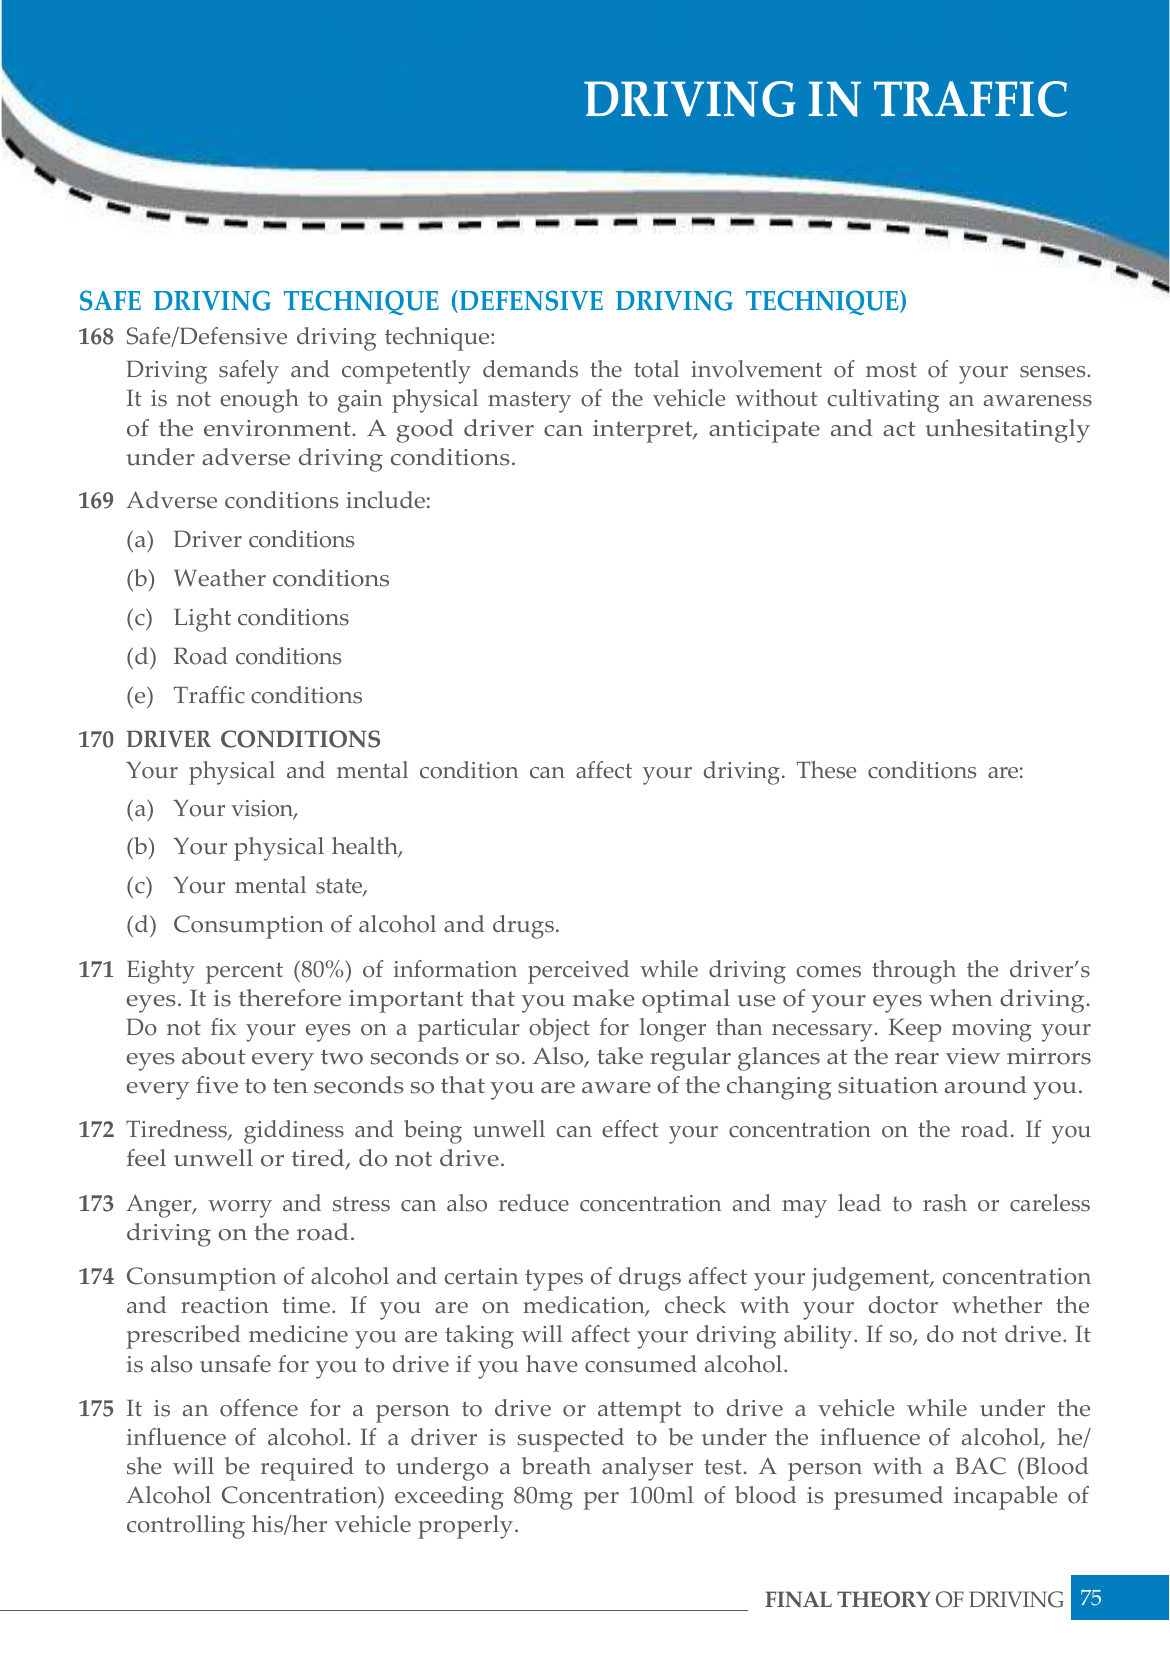 DRIVING IN TRAFFIC
SAFE DRIVING TECHNIQUE (DEFENSIVE DRIVING TECHNIQUE)
168 Safe/Defensive driving technique:
Driving safely and competently demands the total involvement of most of your senses.
It is not enough to gain physical mastery of the vehicle without cultivating an awareness
of the environment. A good driver can interpret, anticipate and act unhesitatingly
under adverse driving conditions.
169 Adverse conditions include:
(a) Driver conditions
(b) Weather conditions
(c) Light conditions
(d) Road conditions
(e) Traffic conditions
170 DRIVER CONDITIONS
Your physical and mental condition can affect your driving. These conditions are:
(a) Your vision,
(b) Your physical health,
(c) Your mental state,
(d) Consumption of alcohol and drugs.
171 Eighty percent (80%) of information perceived while driving comes through the driver’s
eyes. It is therefore important that you make optimal use of your eyes when driving.
Do not fix your eyes on a particular object for longer than necessary. Keep moving your
eyes about every two seconds or so. Also, take regular glances at the rear view mirrors
every five to ten seconds so that you are aware of the changing situation around you.
172 Tiredness, giddiness and being unwell can effect your concentration on the road. If you
feel unwell or tired, do not drive.
173 Anger, worry and stress can also reduce concentration and may lead to rash or careless
driving on the road.
174 Consumption of alcohol and certain types of drugs affect your judgement, concentration
and reaction time. If you are on medication, check with your doctor whether the
prescribed medicine you are taking will affect your driving ability. If so, do not drive. It
is also unsafe for you to drive if you have consumed alcohol.
175 It is an offence for a person to drive or attempt to drive a vehicle while under the
influence of alcohol. If a driver is suspected to be under the influence of alcohol, he/
she will be required to undergo a breath analyser test. A person with a BAC (Blood
Alcohol Concentration) exceeding 80mg per 100ml of blood is presumed incapable of
controlling his/her vehicle properly.
FINAL THEORY OF DRIVING 75